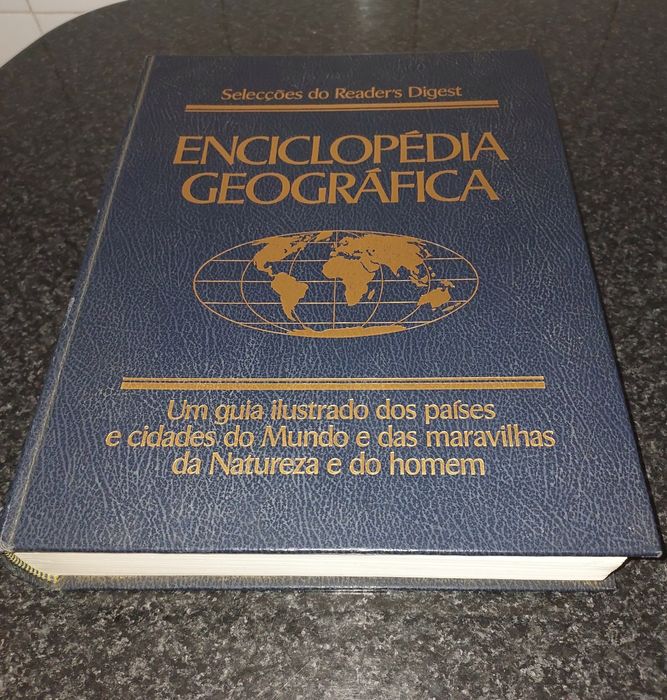 Selecções do Reader's Digest
ENCICLOPÉDIA
GEOGRÁFICA
Um guia ilustrado dos países
e cidades do Mundo e das maravilhas
da Natureza e do homem